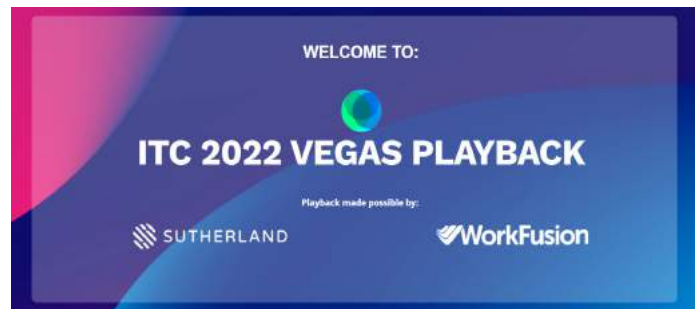 WELCOME TO:
ITC 2022 VEGAS PLAYBACK
Playback made possible by:
SUTHERLAND
WorkFusion